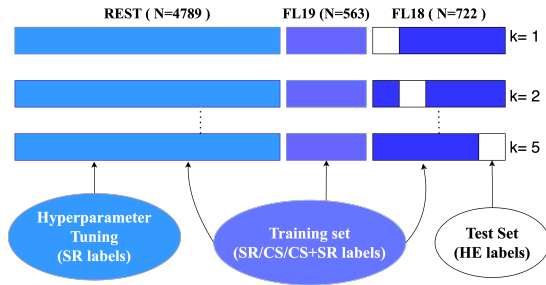 REST ( N=4789) FL19 (N=563) FL18 ( N=722)
k= 1
k= 2
k= 5
Hyperparameter
Tuning
(SR labels)
Training set
(SR/CS/CS+SR labels)
Test Set
(HE labels)